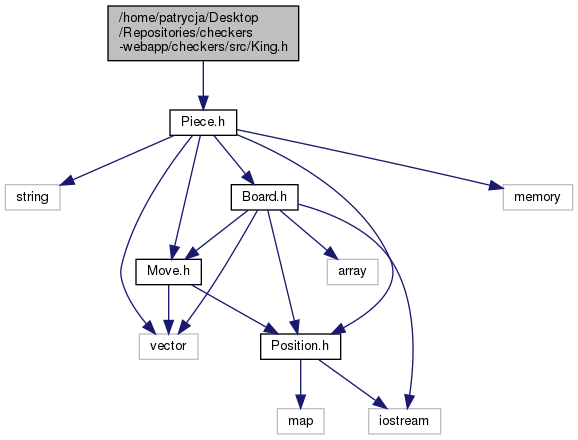 /home/patrycja/Desktop
/Repositories/checkers
-webapp/checkers/src/King.h
Piece.h
string
Board.h
memory
Move.h
array
vector
Position.h
map
iostream